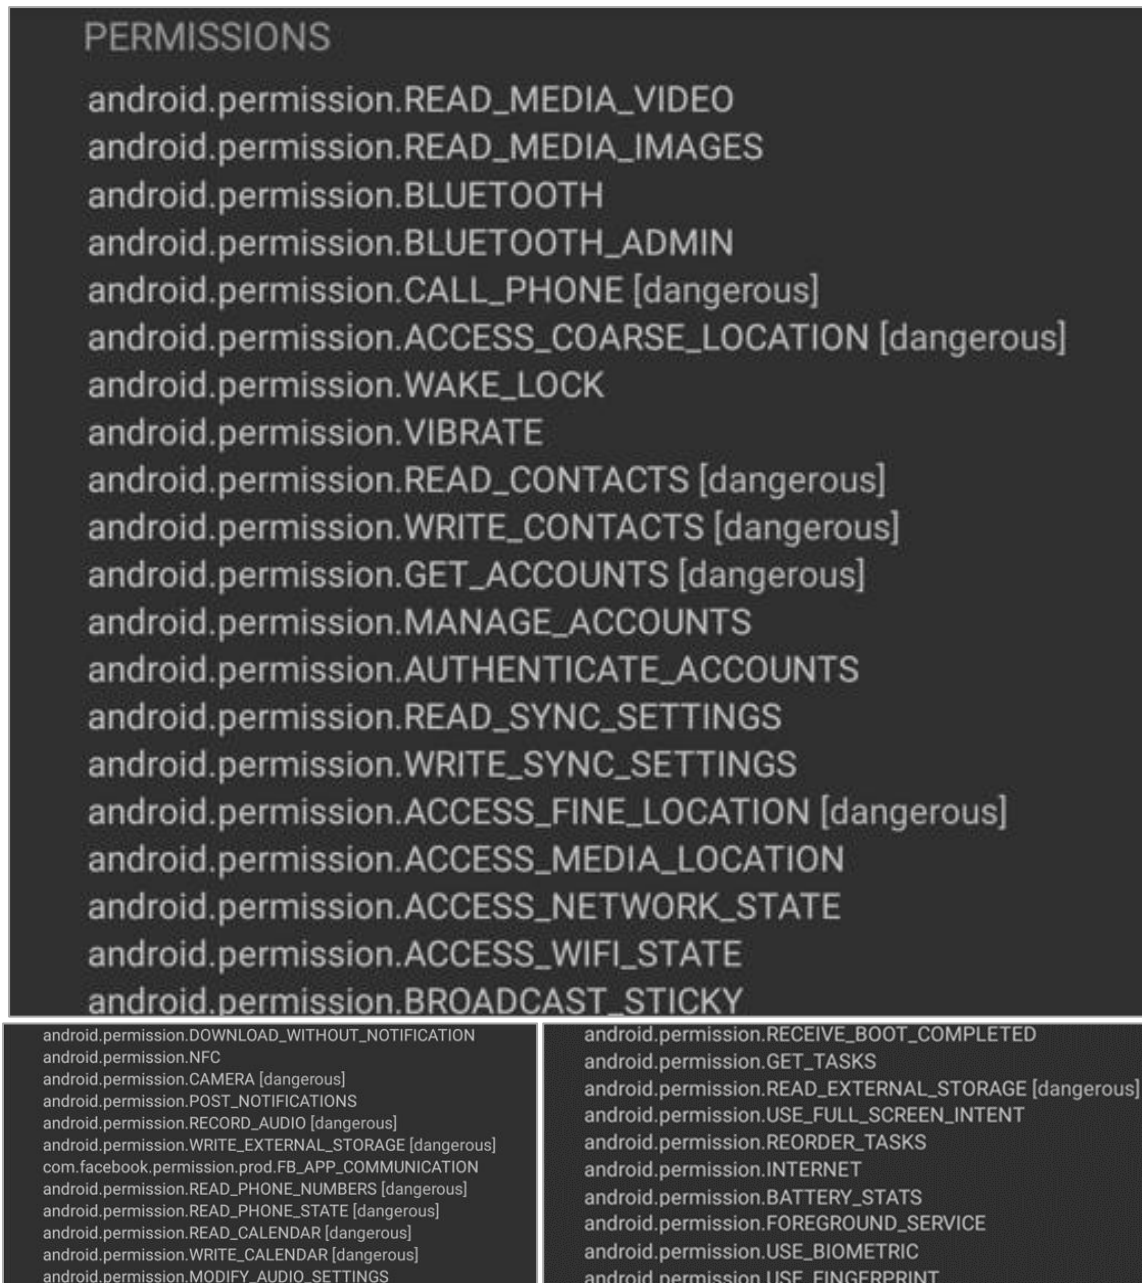 PERMISSIONS
android.permission.READ_MEDIA_VIDEO
android.permission.READ_MEDIA_IMAGES
android.permission.BLUETOOTH
android.permission.BLUETOOTH_ADMIN
android.permission.CALL_PHONE [dangerous]
android.permission.ACCESS_COARSE_LOCATION [dangerous]
android.permission.WAKE_LOCK
android.permission.VIBRATE
android.permission.READ_CONTACTS [dangerous]
android.permission.WRITE_CONTACTS [dangerous]
android.permission.GET_ACCOUNTS [dangerous]
android.permission.MANAGE_ACCOUNTS
android.permission.AUTHENTICATE_ACCOUNTS
android.permission.READ_SYNC_SETTINGS
android.permission.WRITE_SYNC_SETTINGS
android.permission.ACCESS_FINE_LOCATION [dangerous]
android.permission.ACCESS_MEDIA_LOCATION
android.permission.ACCESS_NETWORK_STATE
android.permission.ACCESS_WIFI_STATE
android.permission.BROADCAST_STICKY
android.permission.DOWNLOAD_WITHOUT_NOTIFICATION
android.permission.NFC
android.permission.CAMERA [dangerous]
android.permission.POST_NOTIFICATIONS
android.permission.RECORD_AUDIO [dangerous]
android.permission.WRITE_EXTERNAL_STORAGE [dangerous]
com.facebook.permission.prod.FB_APP_COMMUNICATION
android.permission.READ_PHONE_NUMBERS [dangerous]
android.permission.READ_PHONE_STATE [dangerous]
android.permission.READ_CALENDAR [dangerous]
android.permission.WRITE_CALENDAR [dangerous]
android.permission.MODIFY_AUDIO_SETTINGS
android.permission.RECEIVE_BOOT_COMPLETED
android.permission.GET_TASKS
android.permission.READ_EXTERNAL_STORAGE [dangerous]
android.permission.USE_FULL_SCREEN_INTENT
android.permission.REORDER_TASKS
android.permission.INTERNET
android.permission.BATTERY_STATS
android.permission.FOREGROUND_SERVICE
android.permission.USE_BIOMETRIC
android.permission.USE_FINGERPRINT